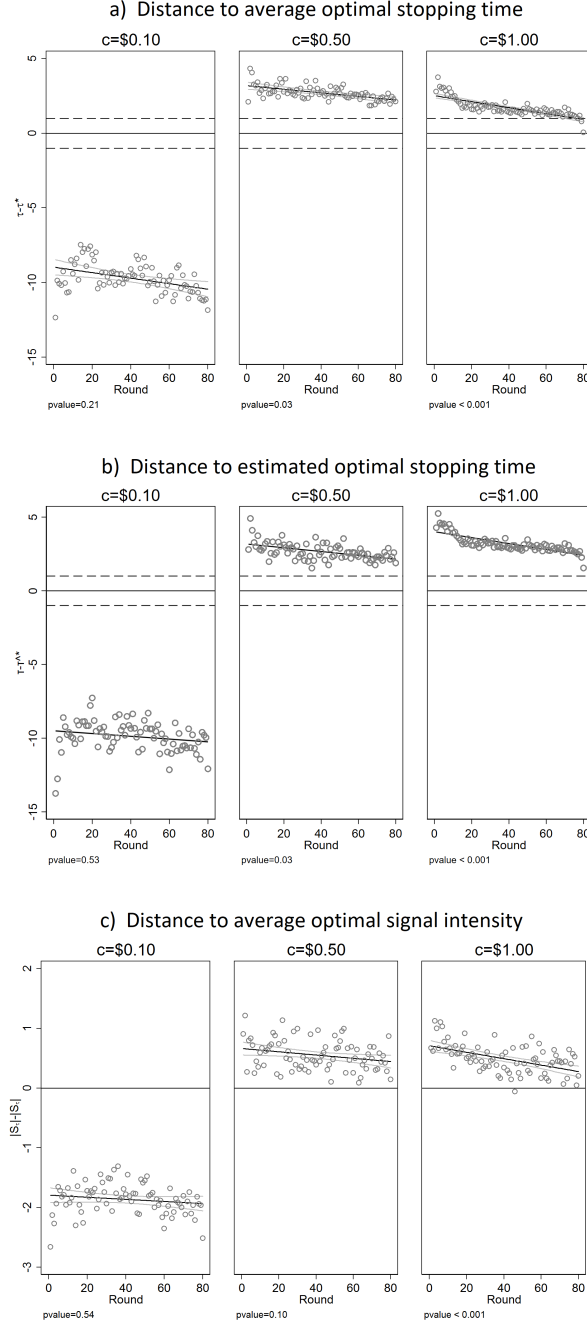 a) Distance to average optimal stopping time
c=$0.10 c=$0.50 c=$1.00
5
0
-5
-10
-15
τ-τ*
0 20 40 60 80 0 20 40 60 80 0 20 40 60 80
Round Round Round
pvalue=0.21 pvalue=0.03 pvalue < 0.001
b) Distance to estimated optimal stopping time
c=$0.10 c=$0.50 c=$1.00
5
0
-5
-10
-15
τ-τ^*
0 20 40 60 80 0 20 40 60 80 0 20 40 60 80
Round Round Round
pvalue=0.53 pvalue=0.03 pvalue < 0.001
c) Distance to average optimal signal intensity
c=$0.10 c=$0.50 c=$1.00
2
1
0
-1
-2
-3
0 20 40 60 80 0 20 40 60 80 0 20 40 60 80
Round Round Round
pvalue=0.54 pvalue=0.10 pvalue < 0.001